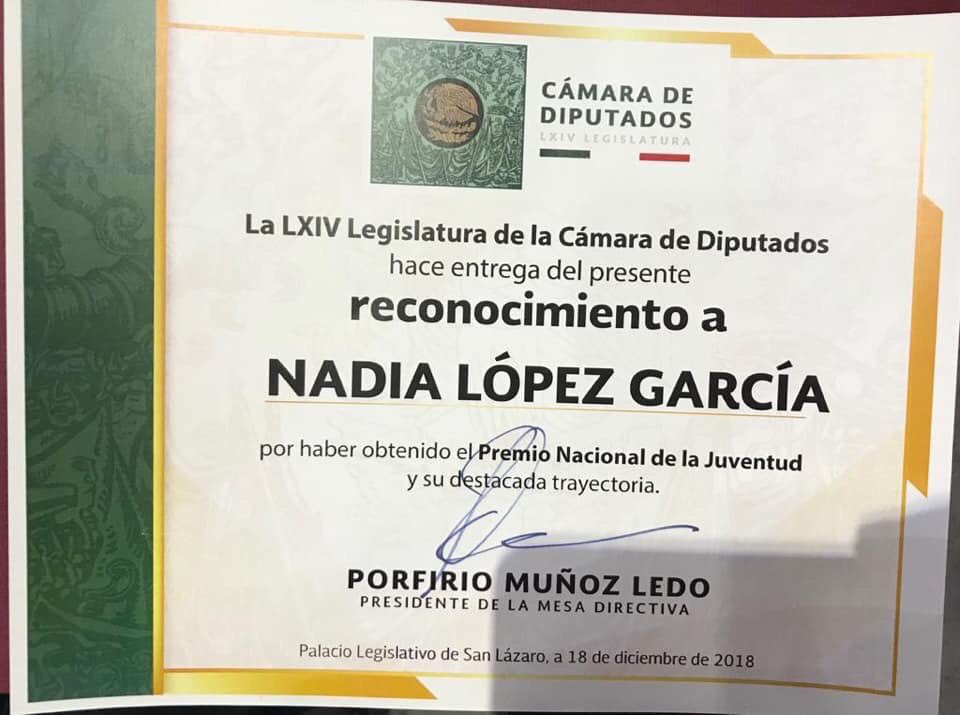 CÁMARA DE
DIPUTADOS
LXIV LEGISLATURA
La LXIV Legislatura de la Cámara de Diputados
hace entrega del presente
reconocimiento a
NADIA LÓPEZ GARCÍA
por haber obtenido el Premio Nacional de la Juventud
y su destacada trayectoria.
PORFIRIO MUÑOZ LEDO
PRESIDENTE DE LA MESA DIRECTIVA
Palacio Legislativo de San Lázaro, a 18 de diciembre de 2018